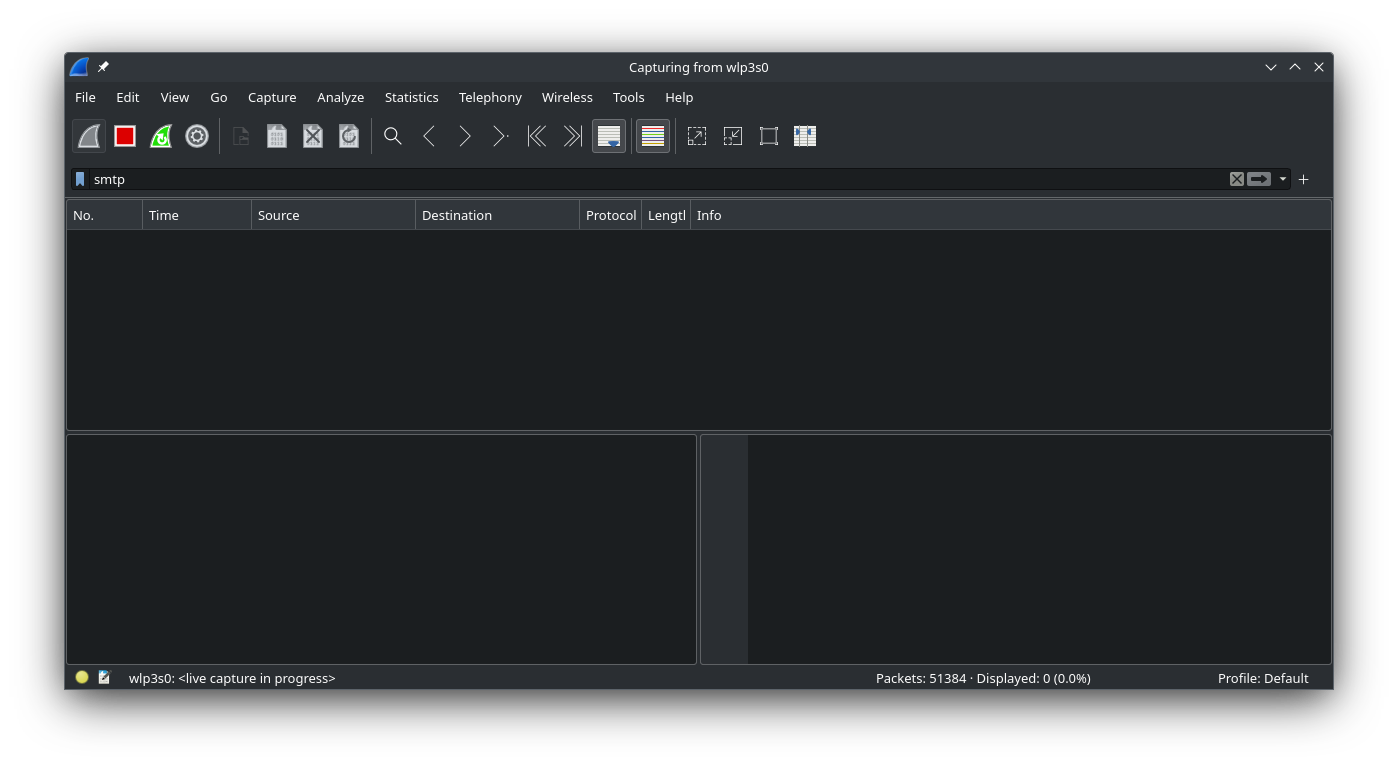 Capturing from wlp3s0
File Edit View Go Capture Analyze Statistics Telephony Wireless Tools Help
smtp
No. Time Source Destination Protocol Lengtl Info
wlp3s0: <live capture in progress> Packets: 51384 · Displayed: 0 (0.0%) Profile: Default